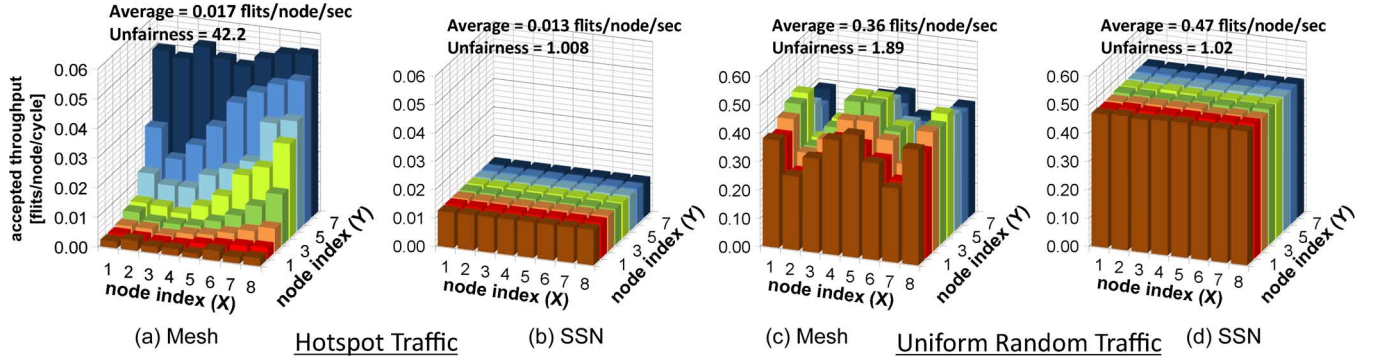 Average = 0.017 flits/node/sec
Unfairness = 42.2
accepted throughput
[flits/node/cycle]
0.06
0.05
0.04
0.03
0.02
0.01
0.00
1 2 3 4 5 6 7 8
node index (X)
1 3 5 7
node index (Y)
(a) Mesh
Average = 0.013 flits/node/sec
Unfairness = 1.008
0.06
0.05
0.04
0.03
0.02
0.01
0.00
1 2 3 4 5 6 7 8
node index (X)
1 3 5 7
node index (Y)
(b) SSN
Hotspot Traffic
Average = 0.36 flits/node/sec
Unfairness = 1.89
0.60
0.50
0.40
0.30
0.20
0.10
0.00
1 2 3 4 5 6 7 8
node index (X)
1 3 5 7
node index (Y)
(c) Mesh
Average = 0.47 flits/node/sec
Unfairness = 1.02
0.60
0.50
0.40
0.30
0.20
0.10
0.00
1 2 3 4 5 6 7 8
node index (X)
1 3 5 7
node index (Y)
(d) SSN
Uniform Random Traffic